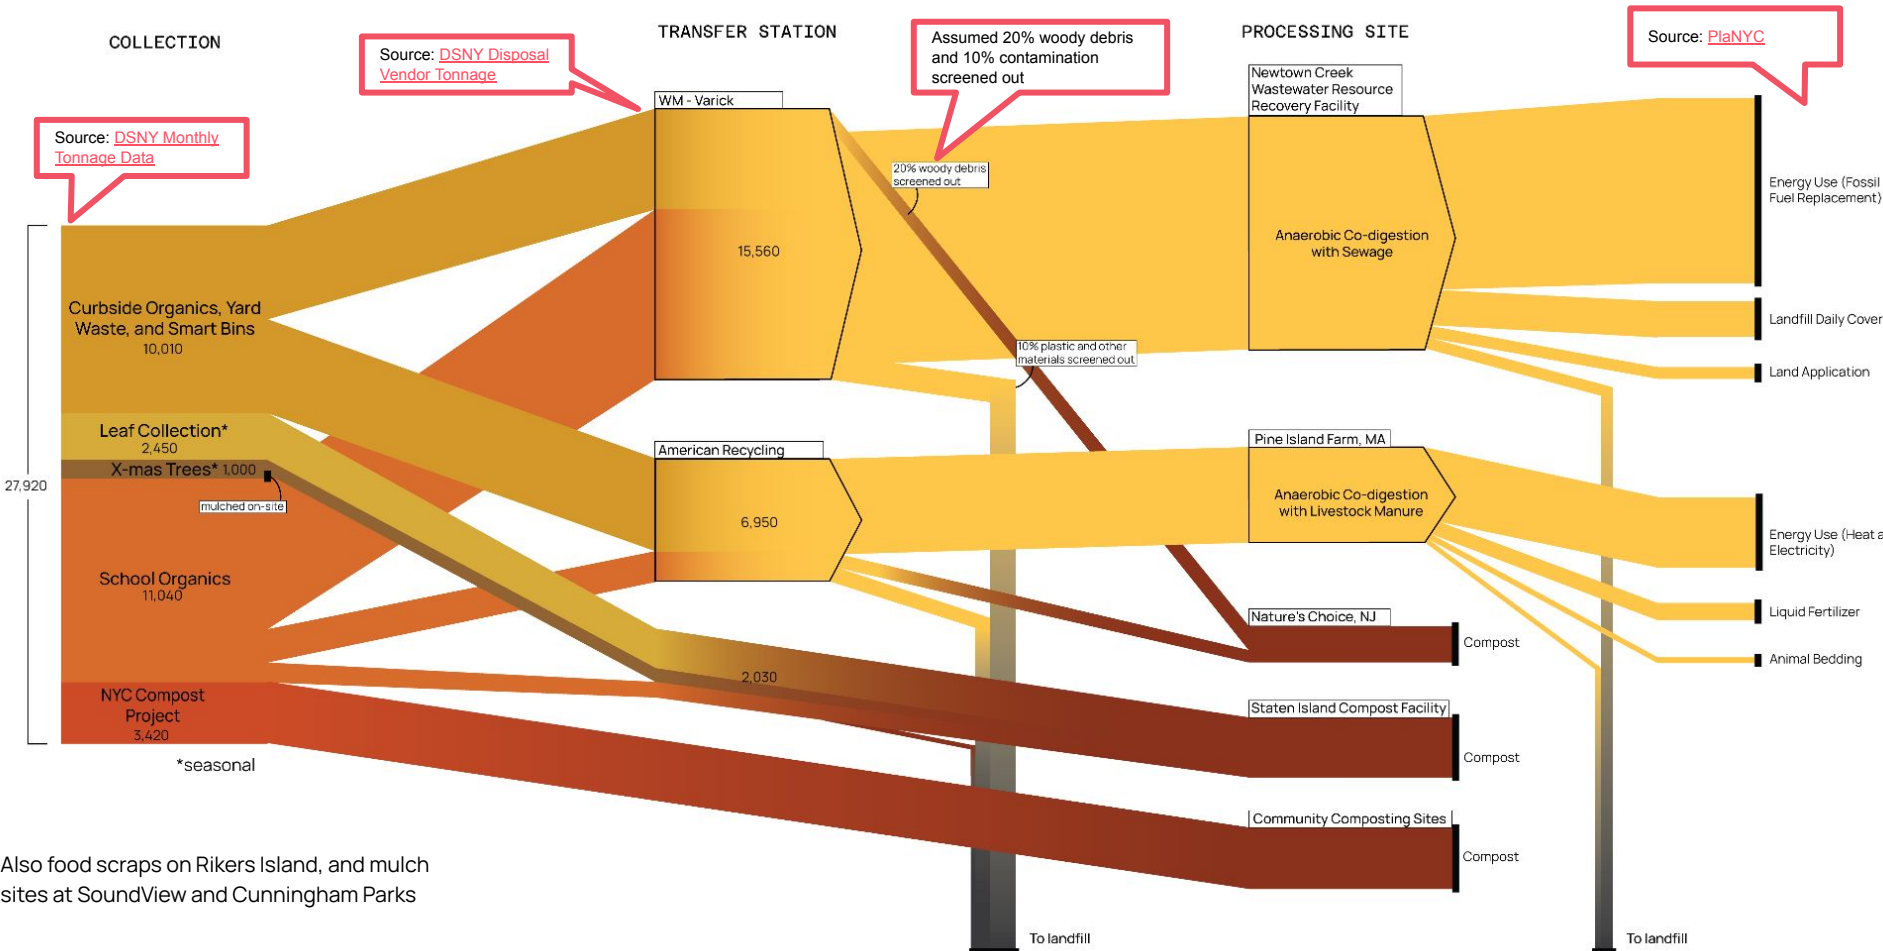 COLLECTION
TRANSFER STATION
PROCESSING SITE
Source: DSNY Monthly
Tonnage Data
Source: DSNY Disposal
Vendor Tonnage
Assumed 20% woody debris
and 10% contamination
screened out
Source: PlaNYC
27,920
Curbside Organics, Yard
Waste, and Smart Bins
10,010
Leaf Collection*
2,450
X-mas Trees* 1,000
mulched on-site
School Organics
11,040
NYC Compost
Project
3,420
*seasonal
WM - Varick
15,560
20% woody debris
screened out
10% plastic and other
materials screened out
American Recycling
6,950
2,030
Newtown Creek
Wastewater Resource
Recovery Facility
Anaerobic Co-digestion
with Sewage
Pine Island Farm, MA
Anaerobic Co-digestion
with Livestock Manure
Nature's Choice, NJ
Compost
Staten Island Compost Facility
Compost
Community Composting Sites
Compost
Energy Use (Fossil
Fuel Replacement)
Landfill Daily Cover
Land Application
Energy Use (Heat a
Electricity)
Liquid Fertilizer
Animal Bedding
To landfill
To landfill
Also food scraps on Rikers Island, and mulch
sites at SoundView and Cunningham Parks